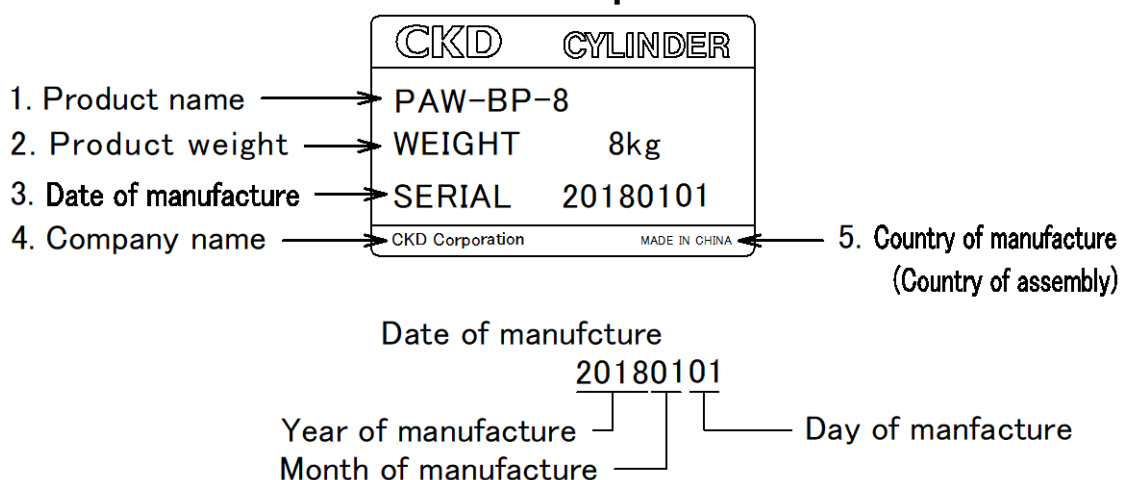 CKD CYLINDER
1. Product name PAW-BP-8
2. Product weight WEIGHT 8kg
3. Date of manufacture SERIAL 20180101
4. Company name CKD Corporation MADE IN CHINA 5. Country of manufacture
(Country of assembly)
Date of manufcture
20180101
Year of manufacture Day of manfacture
Month of manufacture